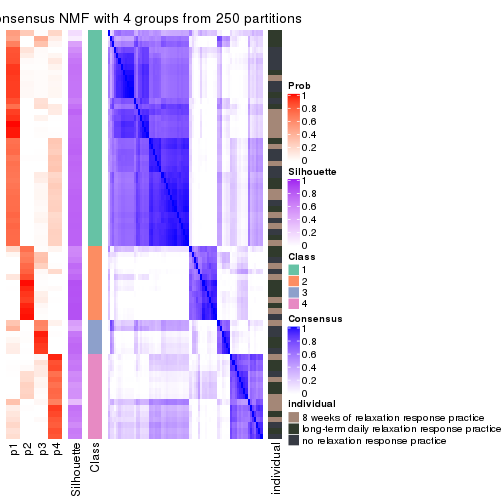 onsensus NMF with 4 groups from 250 partitions
Prob
1
0.8
0.6
0.4
0.2
0
Silhouette
1
0.8
0.6
0.4
0.2
0
Class
1
2
3
4
Consensus
1
0.8
0.6
0.4
0.2
0
individual
8 weeks of relaxation response practice
long-term daily relaxation response practice
no relaxation response practice
p1
p2
p3
p4
Silhouette
Class
individual